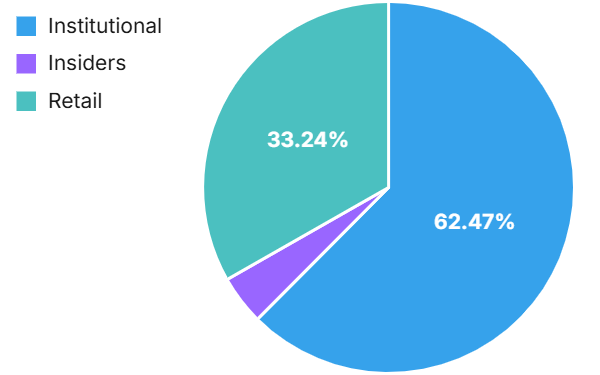 Institutional
Insiders
Retail
33.24%
62.47%